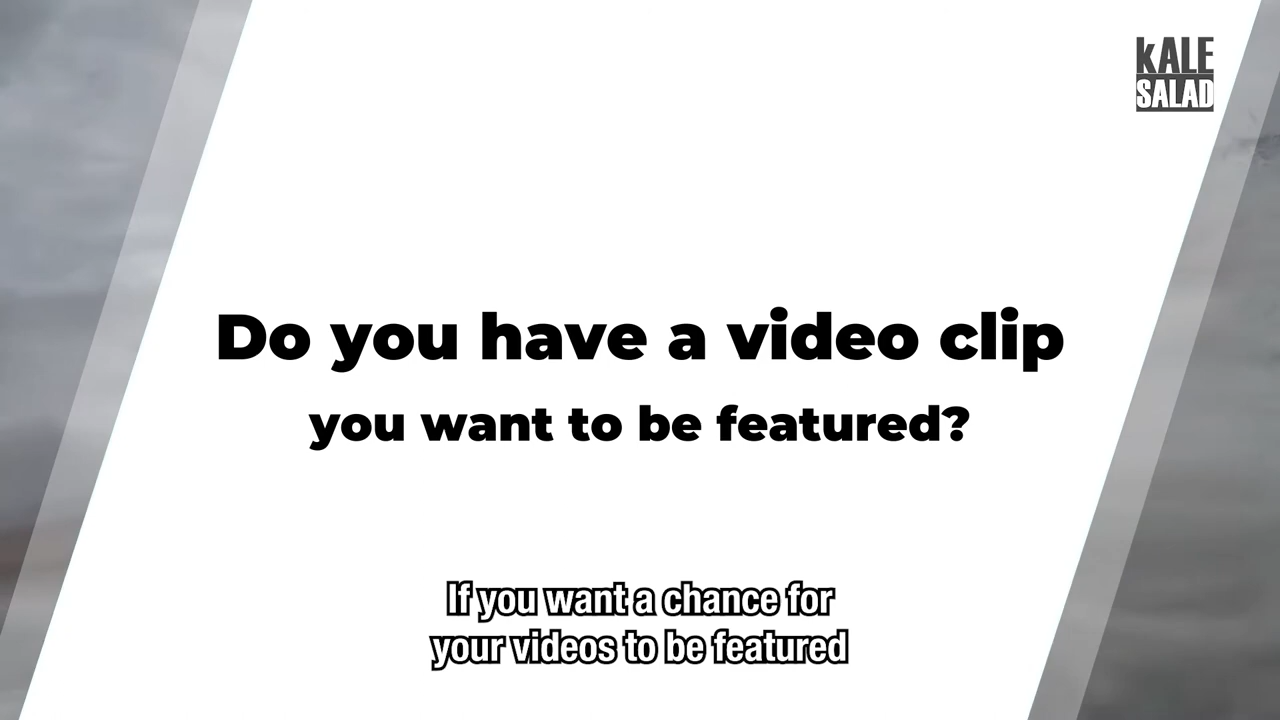 kALE
SALAD
Do you have a video clip
you want to be featured?
If you want a chance for
your videos to be featured